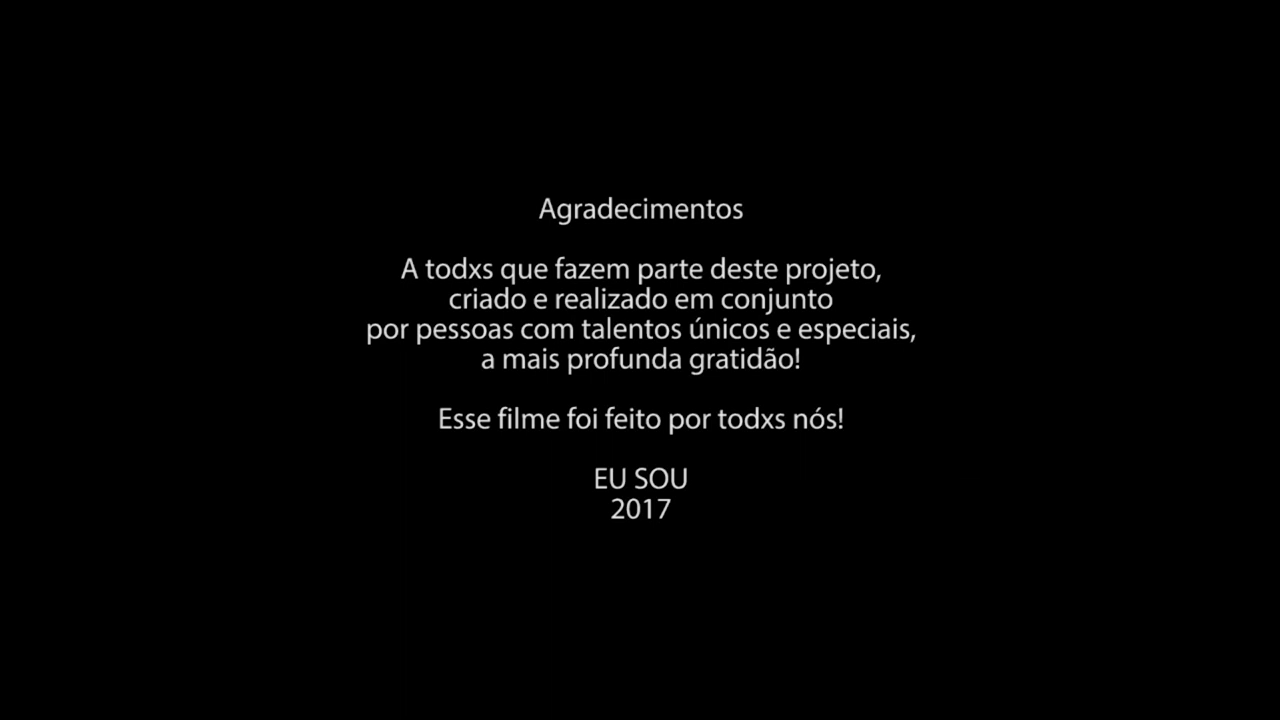 Agradecimentos
A todxs que fazem parte deste projeto,
criado e realizado em conjunto
por pessoas com talentos únicos e especiais,
a mais profunda gratidão!
Esse filme foi feito por todxs nós!
EU SOU
2017